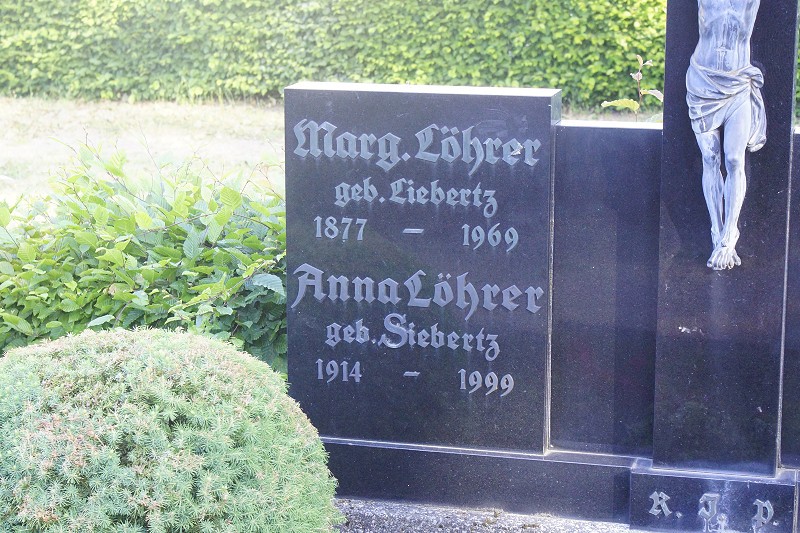 Marg. Löhrer
geb. Liebertz
1877 – 1969
Anna Löhrer
geb. Siebertz
1914 – 1999
R. I. P.